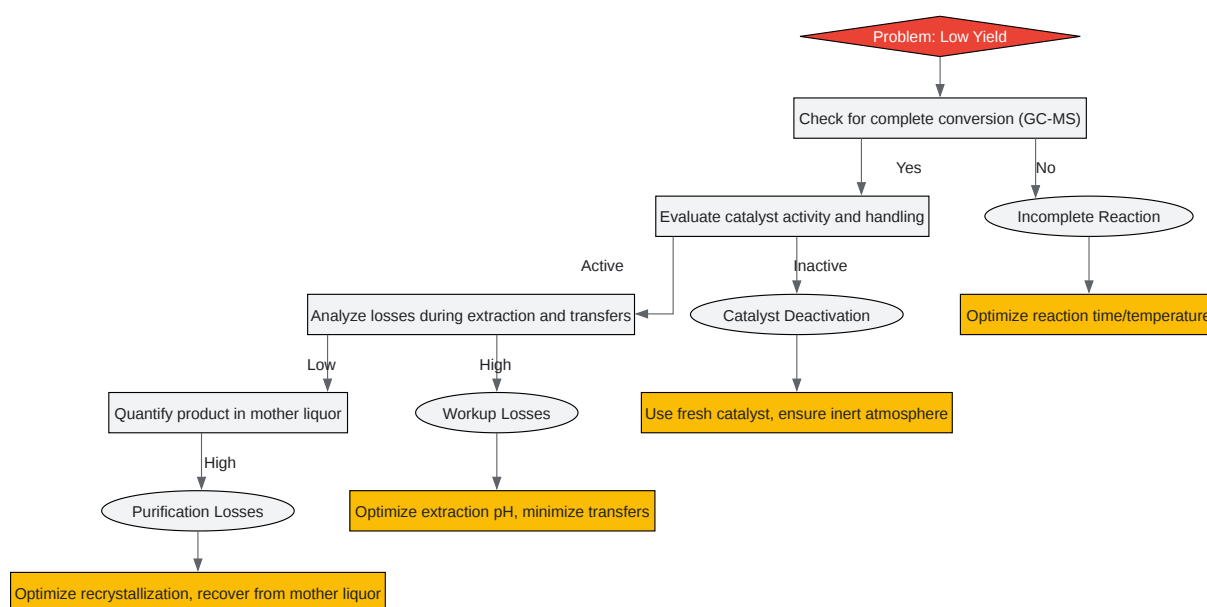 Problem: Low Yield
Check for complete conversion (GC-MS)
Yes
No
Evaluate catalyst activity and handling
Incomplete Reaction
Active
Inactive
Analyze losses during extraction and transfers
Catalyst Deactivation
Optimize reaction time/temperature
Low
High
Quantify product in mother liquor
Workup Losses
Use fresh catalyst, ensure inert atmosphere
High
Purification Losses
Optimize extraction pH, minimize transfers
Optimize recrystallization, recover from mother liquor